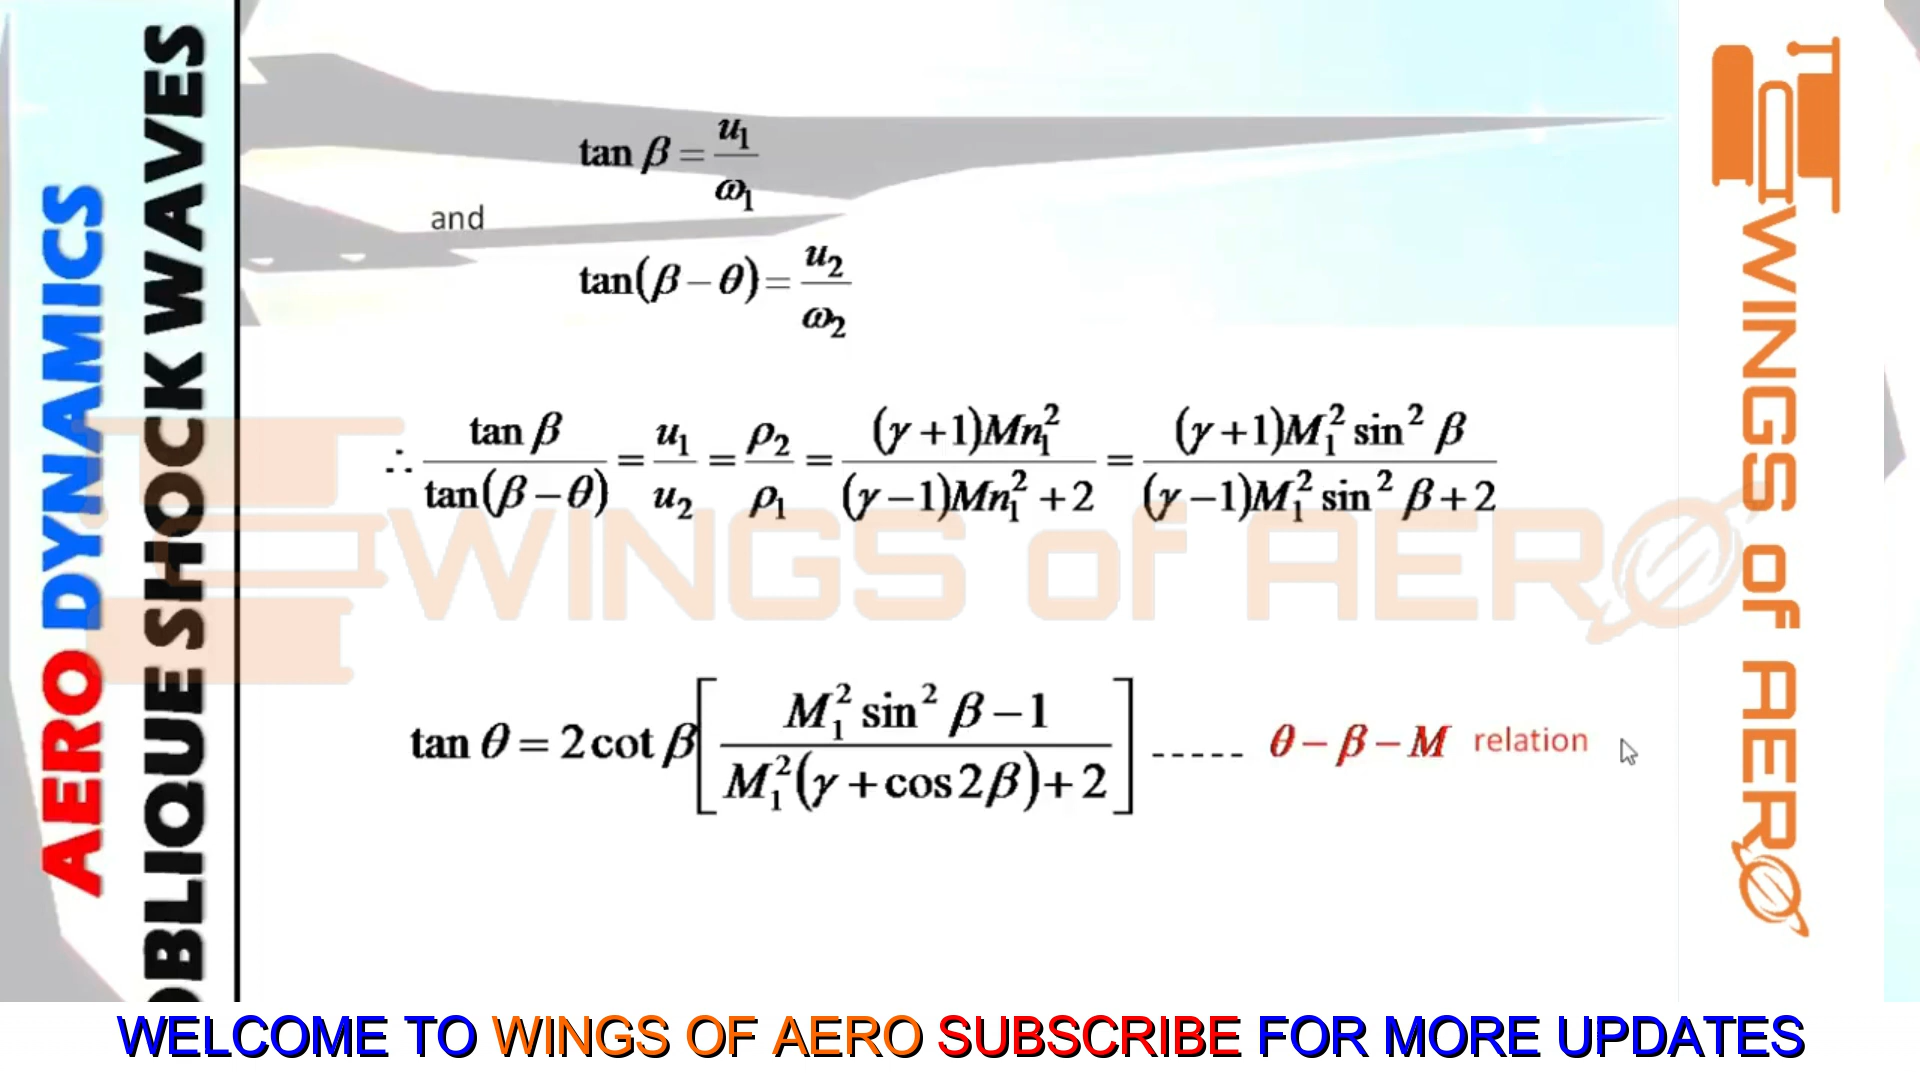 AERO DYNAMICS
OBLIQUE SHOCK WAVES
tan β = u₁/ω₁
and
tan(β − θ) = u₂/ω₂
∴ tan β / tan(β − θ) = u₁/u₂ = ρ₂/ρ₁ = (γ + 1)Mn₁² / (γ − 1)Mn₁² + 2 = (γ + 1)M₁² sin² β / (γ − 1)M₁² sin² β + 2
WINGS of AERO
tan θ = 2 cot β [ M₁² sin² β − 1 / M₁²(γ + cos 2β) + 2 ] ----- θ − β − M relation
WINGS of AERO
WELCOME TO WINGS OF AERO SUBSCRIBE FOR MORE UPDATES